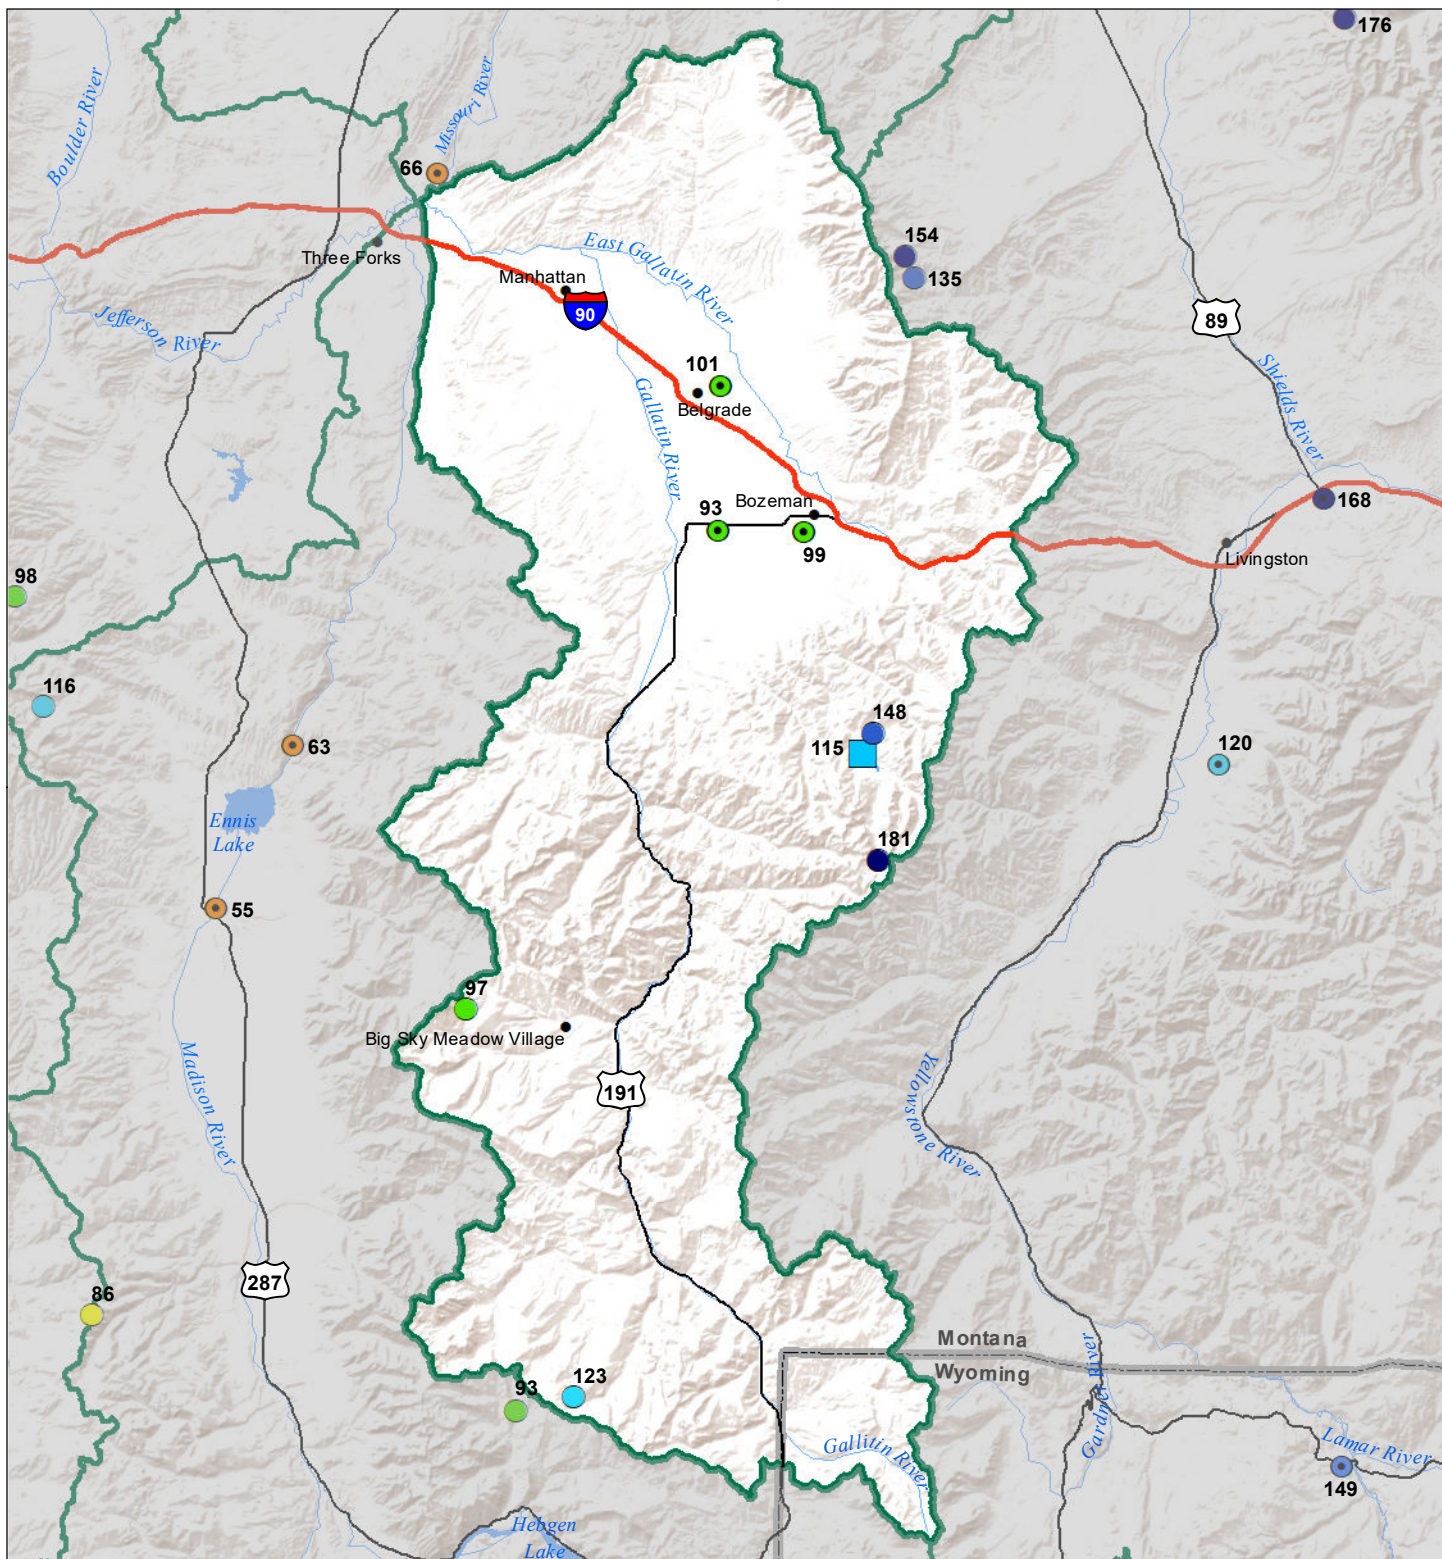 176
Boulder River
Missouri River
66
154
135
Three Forks
East Gallatin River
Manhattan
90
89
Jefferson River
101
Belgrade
Gallatin River
Shields River
93
Bozeman
99
168
Livingston
98
116
148
115
63
120
Ennis
Lake
181
55
97
Big Sky Meadow Village
Madison River
191
Yellowstone River
287
86
Montana
Wyoming
Gardner River
93
123
Gallitin River
Lamar River
149
Hebgen
Lake